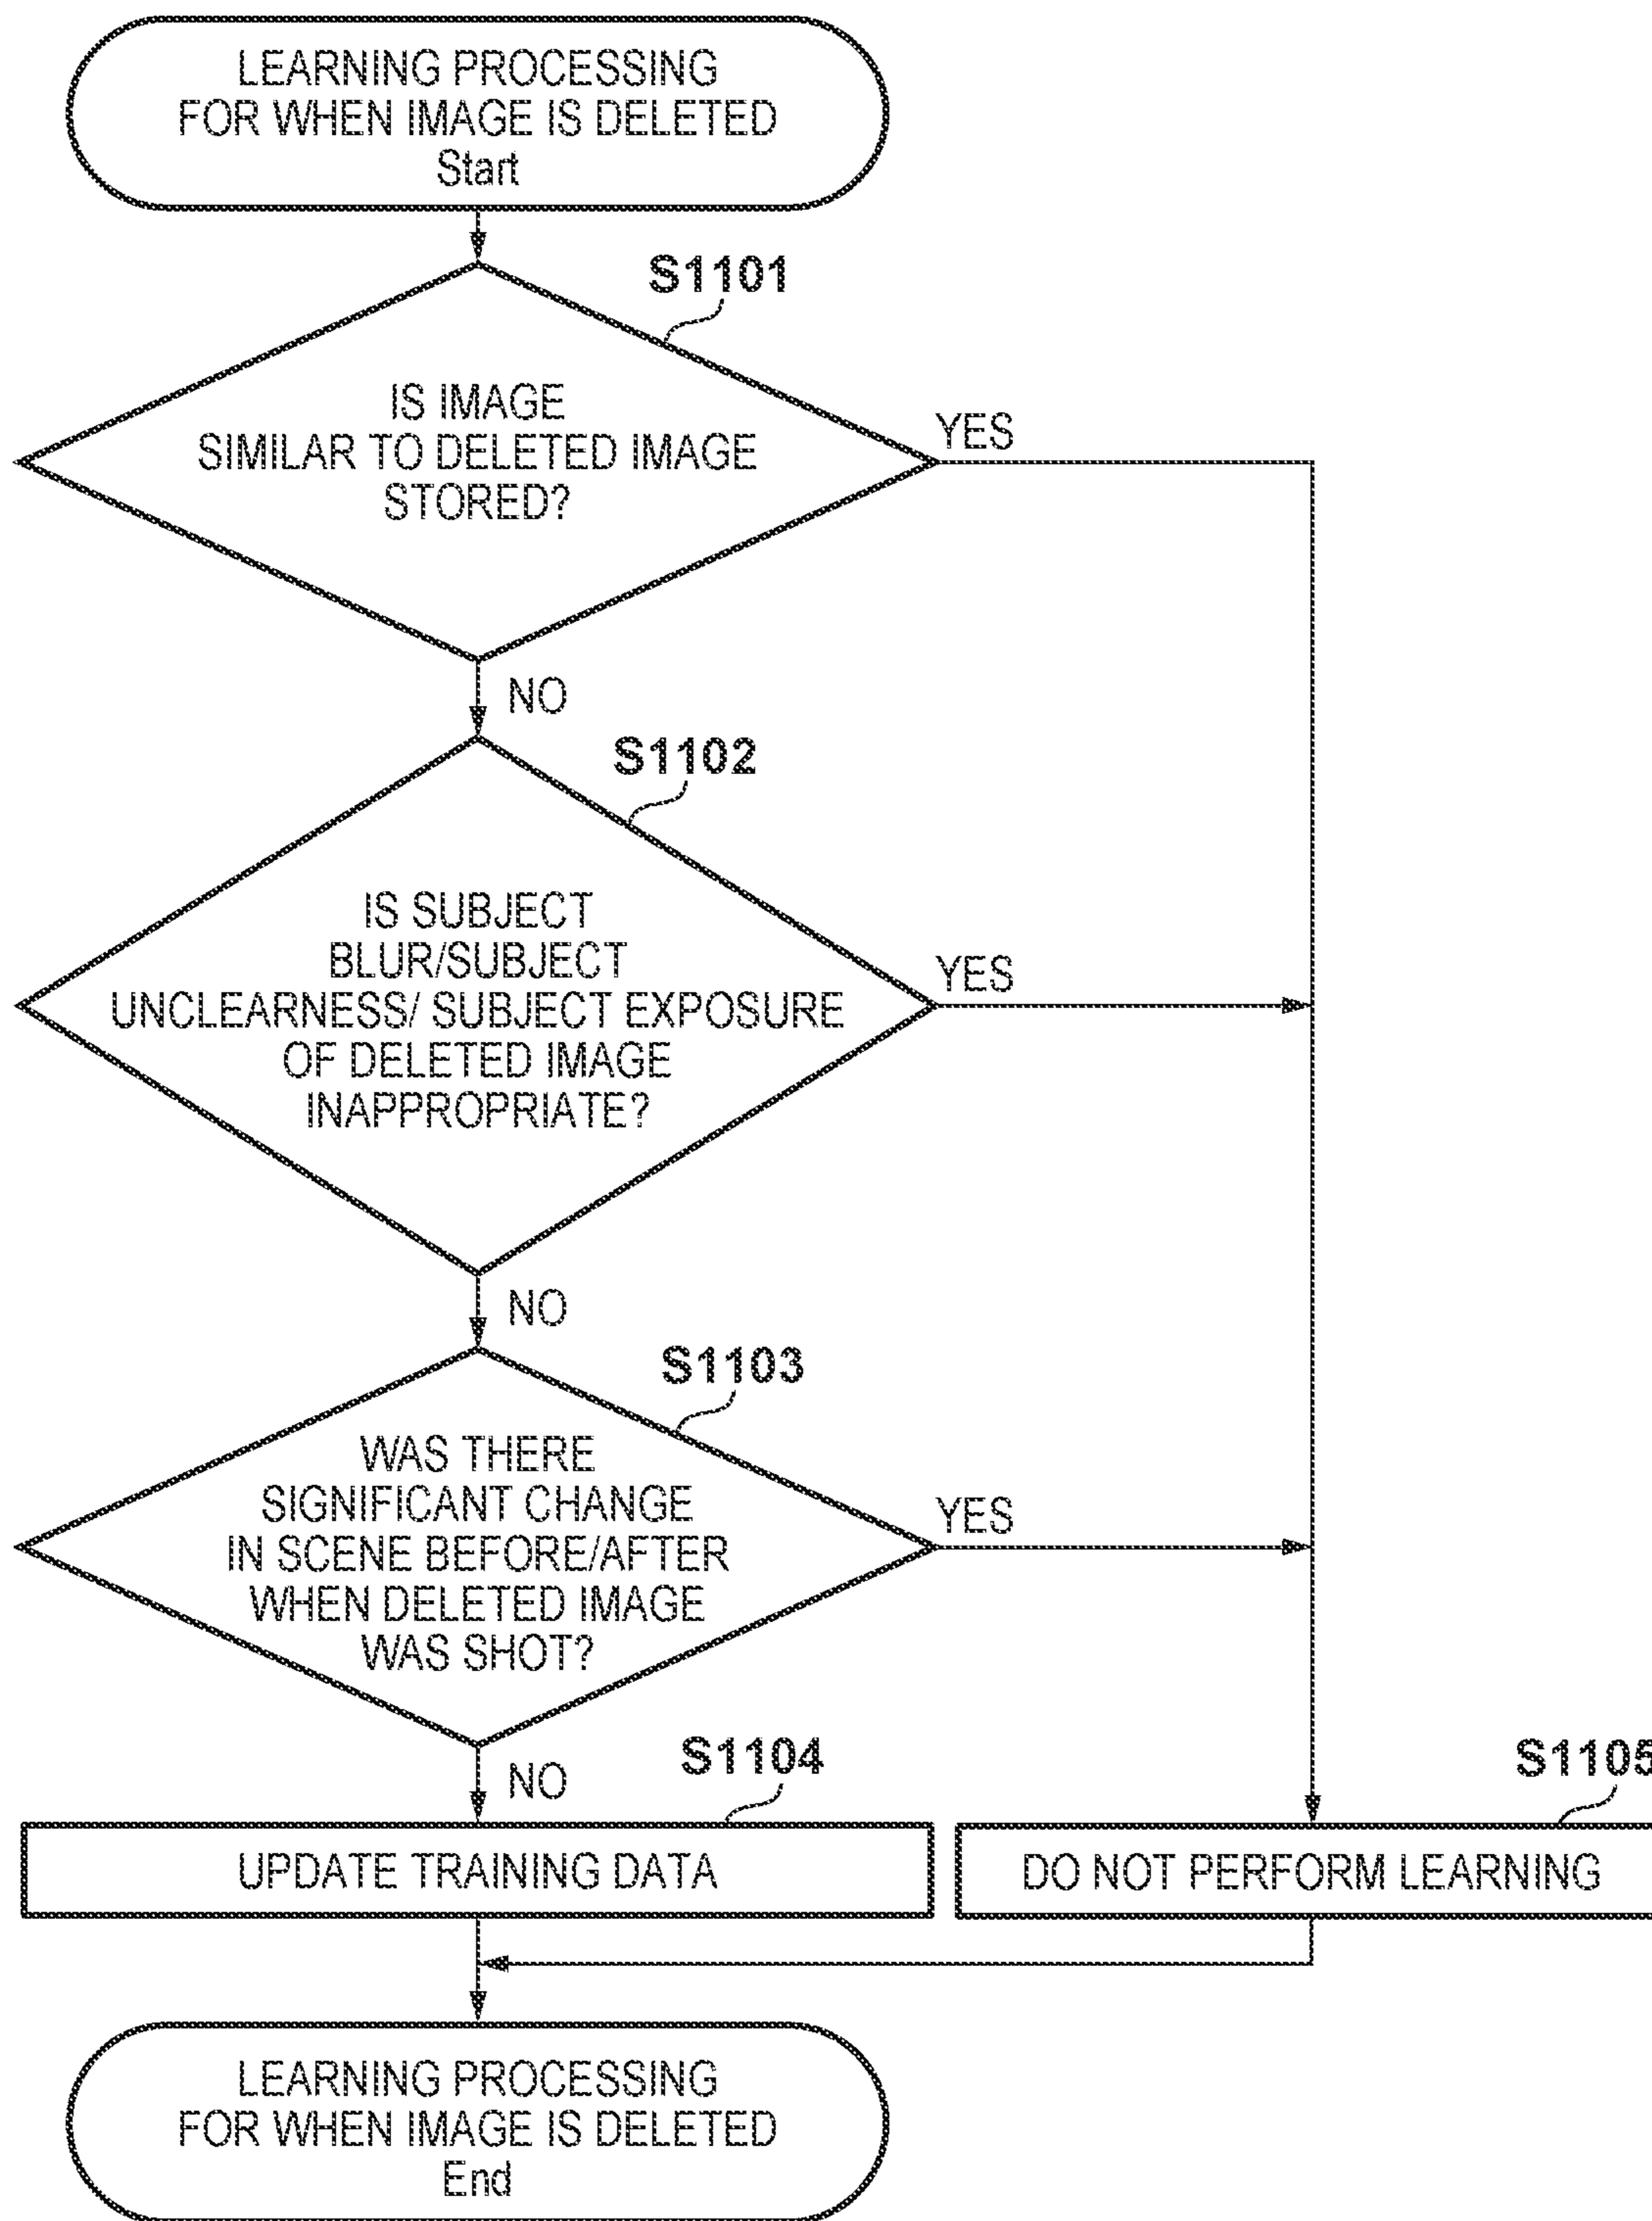 LEARNING PROCESSING
FOR WHEN IMAGE IS DELETED
Start
S1101
IS IMAGE
SIMILAR TO DELETED IMAGE
STORED?
YES
NO
S1102
IS SUBJECT
BLUR/SUBJECT
UNCLEARNESS/ SUBJECT EXPOSURE
OF DELETED IMAGE
INAPPROPRIATE?
YES
NO
S1103
WAS THERE
SIGNIFICANT CHANGE
IN SCENE BEFORE/AFTER
WHEN DELETED IMAGE
WAS SHOT?
YES
NO
S1104
UPDATE TRAINING DATA
S1105
DO NOT PERFORM LEARNING
LEARNING PROCESSING
FOR WHEN IMAGE IS DELETED
End